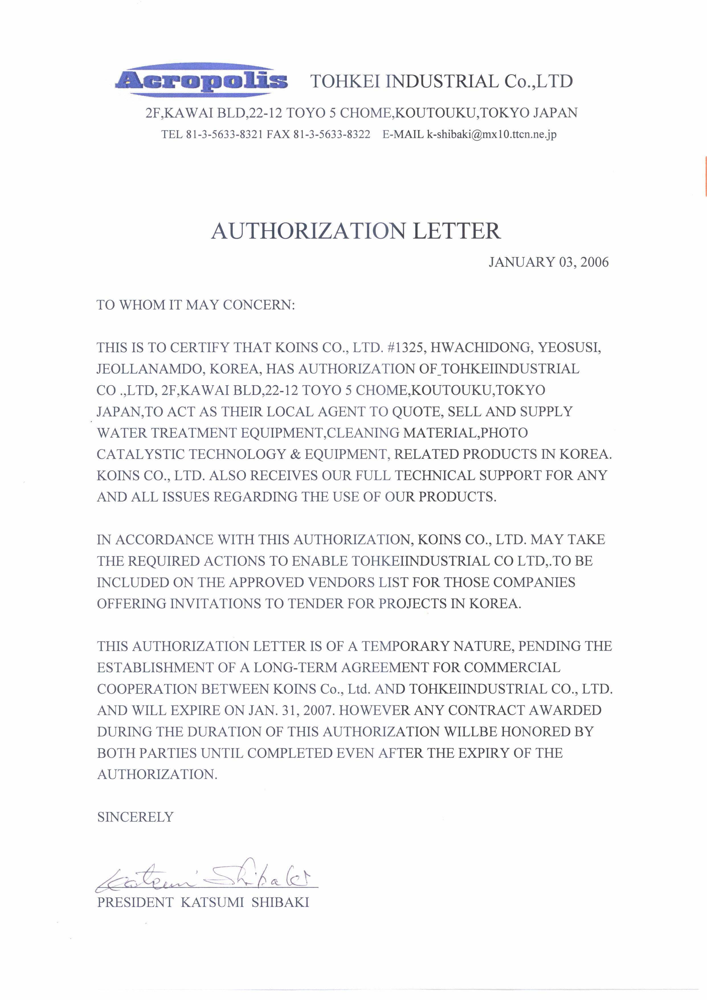 Acropolis TOHKEI INDUSTRIAL Co.,LTD
2F,KAWAI BLD,22-12 TOYO 5 CHOME,KOUTOUKU,TOKYO JAPAN
TEL 81-3-5633-8321 FAX 81-3-5633-8322 E-MAIL k-shibaki@mx10.ttcn.ne.jp
AUTHORIZATION LETTER
JANUARY 03, 2006
TO WHOM IT MAY CONCERN:
THIS IS TO CERTIFY THAT KOINS CO., LTD. #1325, HWACHIDONG, YEOSUSI,
JEOLLANAMDO, KOREA, HAS AUTHORIZATION OF_TOHKEIINDUSTRIAL
CO .,LTD, 2F,KAWAI BLD,22-12 TOYO 5 CHOME,KOUTOUKU,TOKYO
JAPAN,TO ACT AS THEIR LOCAL AGENT TO QUOTE, SELL AND SUPPLY
WATER TREATMENT EQUIPMENT,CLEANING MATERIAL,PHOTO
CATALYSTIC TECHNOLOGY & EQUIPMENT, RELATED PRODUCTS IN KOREA.
KOINS CO., LTD. ALSO RECEIVES OUR FULL TECHNICAL SUPPORT FOR ANY
AND ALL ISSUES REGARDING THE USE OF OUR PRODUCTS.
IN ACCORDANCE WITH THIS AUTHORIZATION, KOINS CO., LTD. MAY TAKE
THE REQUIRED ACTIONS TO ENABLE TOHKEIINDUSTRIAL CO LTD,.TO BE
INCLUDED ON THE APPROVED VENDORS LIST FOR THOSE COMPANIES
OFFERING INVITATIONS TO TENDER FOR PROJECTS IN KOREA.
THIS AUTHORIZATION LETTER IS OF A TEMPORARY NATURE, PENDING THE
ESTABLISHMENT OF A LONG-TERM AGREEMENT FOR COMMERCIAL
COOPERATION BETWEEN KOINS Co., Ltd. AND TOHKEIINDUSTRIAL CO., LTD.
AND WILL EXPIRE ON JAN. 31, 2007. HOWEVER ANY CONTRACT AWARDED
DURING THE DURATION OF THIS AUTHORIZATION WILLBE HONORED BY
BOTH PARTIES UNTIL COMPLETED EVEN AFTER THE EXPIRY OF THE
AUTHORIZATION.
SINCERELY
Katsumi Shibaki
PRESIDENT KATSUMI SHIBAKI